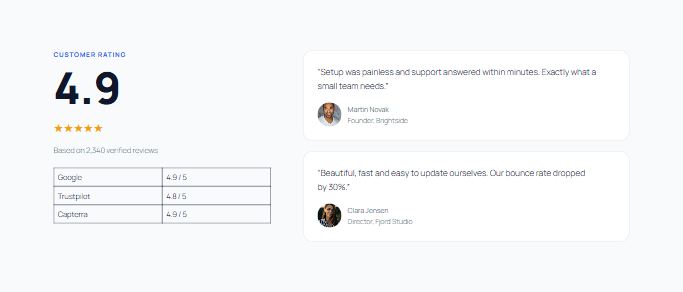 CUSTOMER RATING
4.9
★★★★★
Based on 2,340 verified reviews
Google 4.9 / 5
Trustpilot 4.8 / 5
Capterra 4.9 / 5
"Setup was painless and support answered within minutes. Exactly what a
small team needs."
Martin Novak
Founder, Brightside
"Beautiful, fast and easy to update ourselves. Our bounce rate dropped
by 30%."
Clara Jensen
Director, Fjord Studio